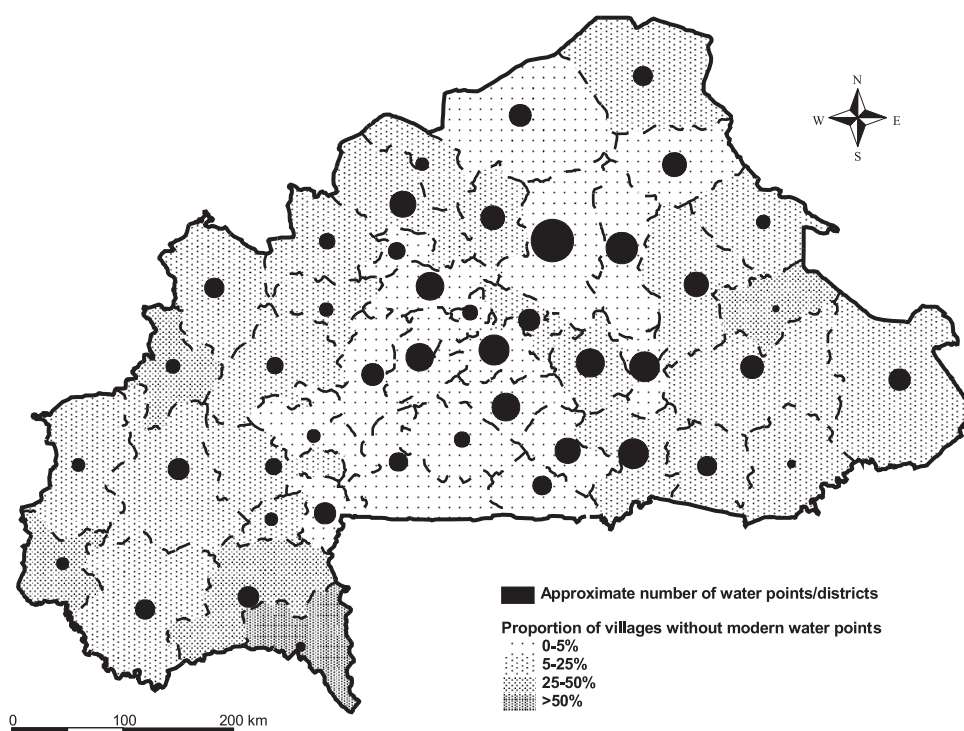 N
W E
S
Approximate number of water points/districts
Proportion of villages without modern water points
0-5%
5-25%
25-50%
>50%
0 100 200 km